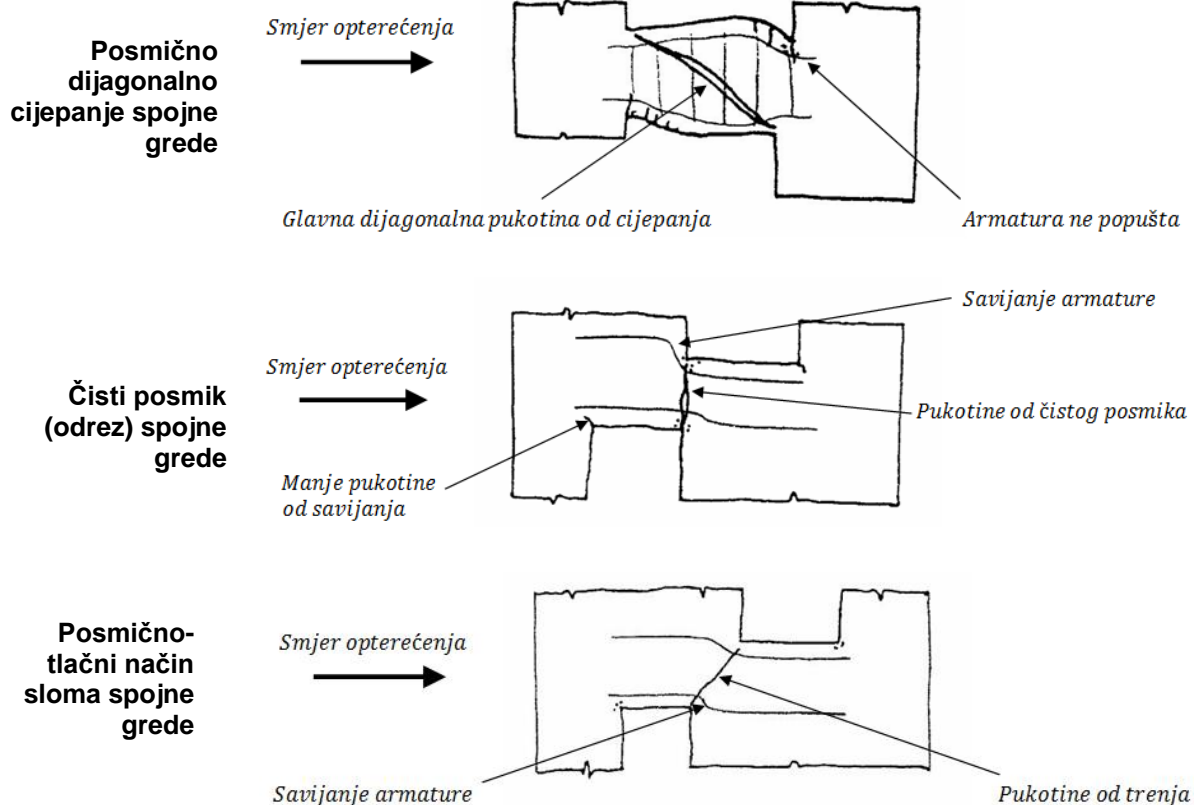 Posmično
dijagonalno
cijepanje spojne
grede
Smjer opterećenja
Glavna dijagonalna pukotina od cijepanja
Armatura ne popušta
Čisti posmik
(odrez) spojne
grede
Smjer opterećenja
Savijanje armature
Pukotine od čistog posmika
Manje pukotine
od savijanja
Posmično-
tlačni način
sloma spojne
grede
Smjer opterećenja
Savijanje armature
Pukotine od trenja